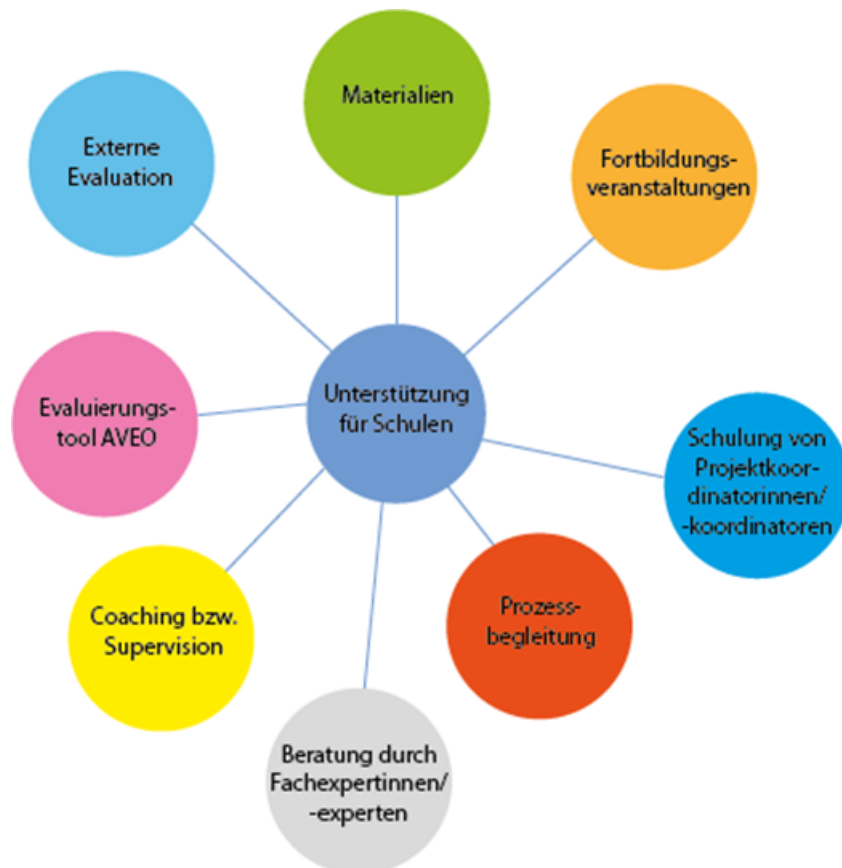 Materialien
Externe
Evaluation
Fortbildungs-
veranstaltungen
Unterstützung
für Schulen
Evaluierungs-
tool AVEO
Schulung von
Projektkoor-
dinatorinnen/
-koordinatoren
Coaching bzw.
Supervision
Prozess-
begleitung
Beratung durch
Fachexpertinnen/
-experten